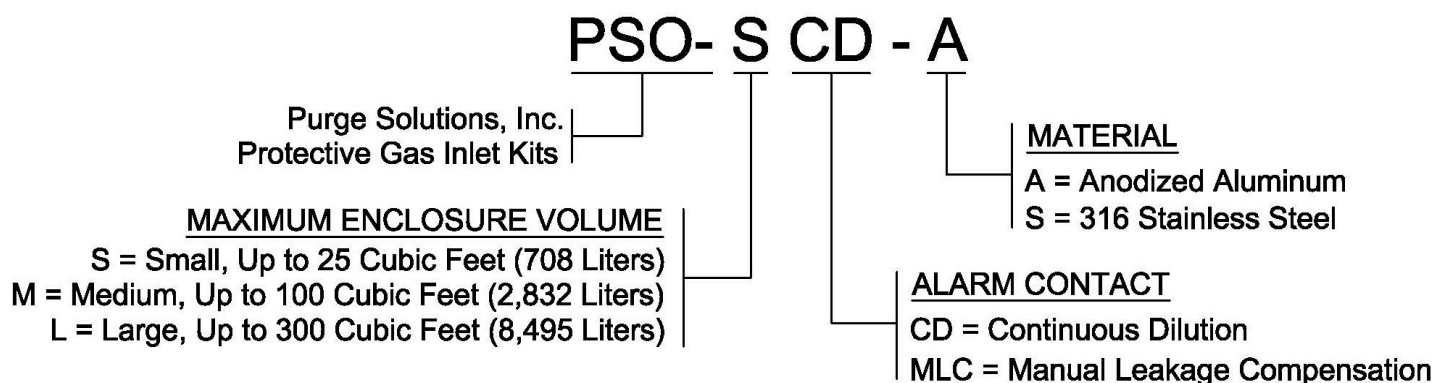 PSO- S CD - A
Purge Solutions, Inc.
Protective Gas Inlet Kits
MAXIMUM ENCLOSURE VOLUME
S = Small, Up to 25 Cubic Feet (708 Liters)
M = Medium, Up to 100 Cubic Feet (2,832 Liters)
L = Large, Up to 300 Cubic Feet (8,495 Liters)
MATERIAL
A = Anodized Aluminum
S = 316 Stainless Steel
ALARM CONTACT
CD = Continuous Dilution
MLC = Manual Leakage Compensation